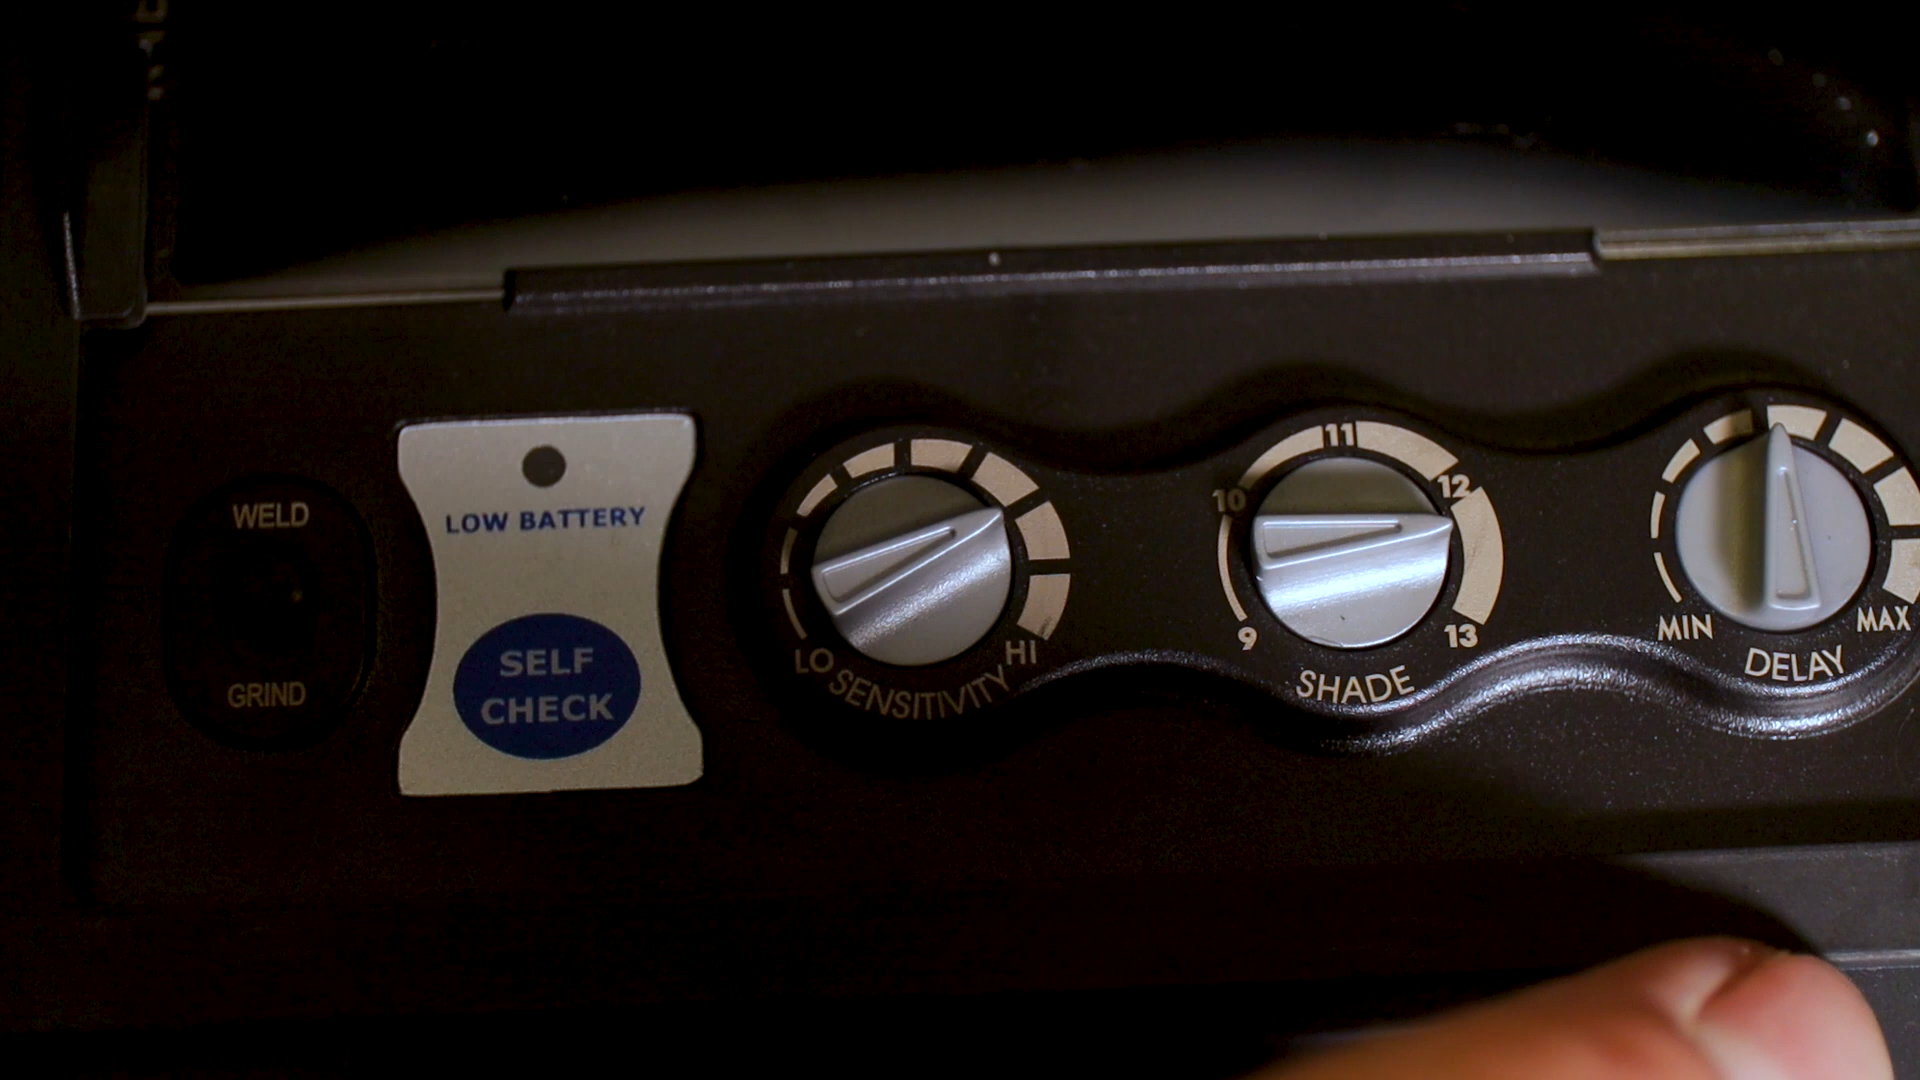 WELD
GRIND
LOW BATTERY
SELF
CHECK
LO
HI
SENSITIVITY
9
10
11
12
13
SHADE
MIN
MAX
DELAY